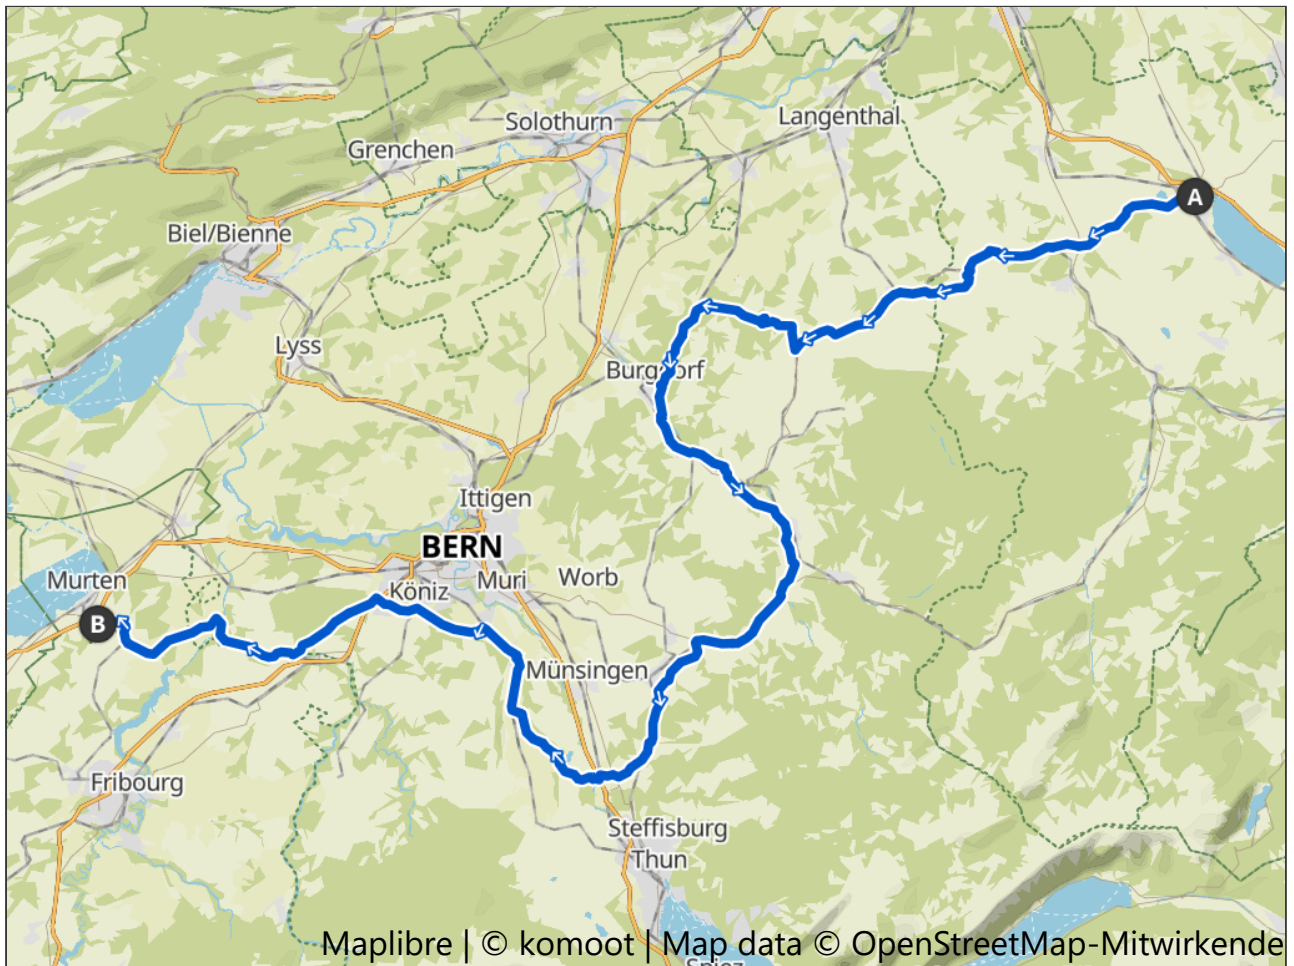 Solothurn
Langenthal
Grenchen
A
Biel/Bienne
Lyss
Burgdorf
Ittigen
BERN
Murten
Köniz
Muri
Worb
B
Münsingen
Fribourg
Steffisburg
Thun
Maplibre | © komoot | Map data © OpenStreetMap-Mitwirkende
Spiez